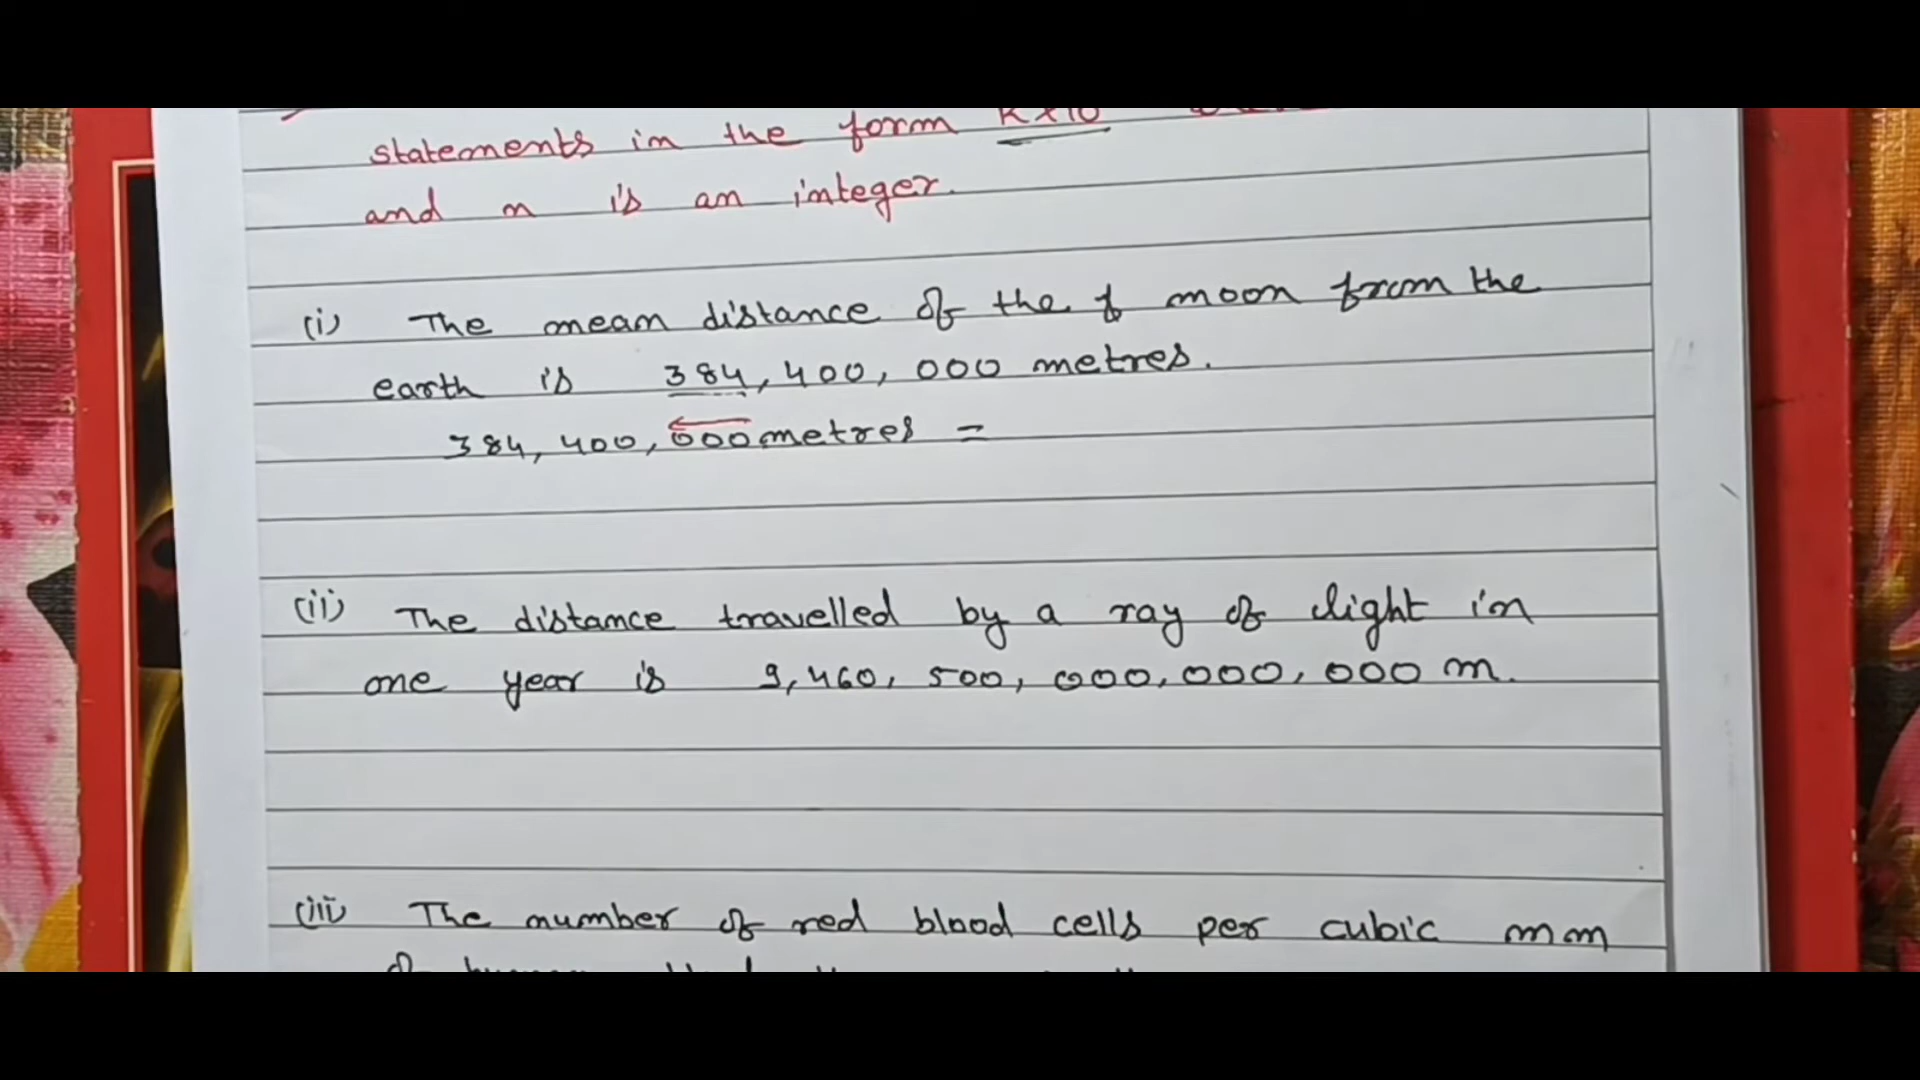 statements in the form K×10
and n is an integer.
(i) The mean distance of the f moon from the
earth is 384,400,000 metres.
384,400,000 metres =
(ii) The distance travelled by a ray of light in
one year is 9,460,500,000,000,000 m.
(iii) The number of red blood cells per cubic mm